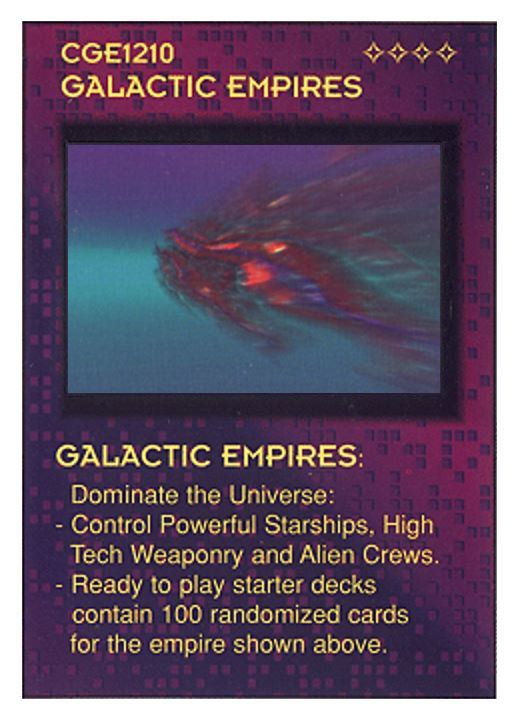 CGE1210
GALACTIC EMPIRES
GALACTIC EMPIRES:
Dominate the Universe:
- Control Powerful Starships, High
Tech Weaponry and Alien Crews.
- Ready to play starter decks
contain 100 randomized cards
for the empire shown above.